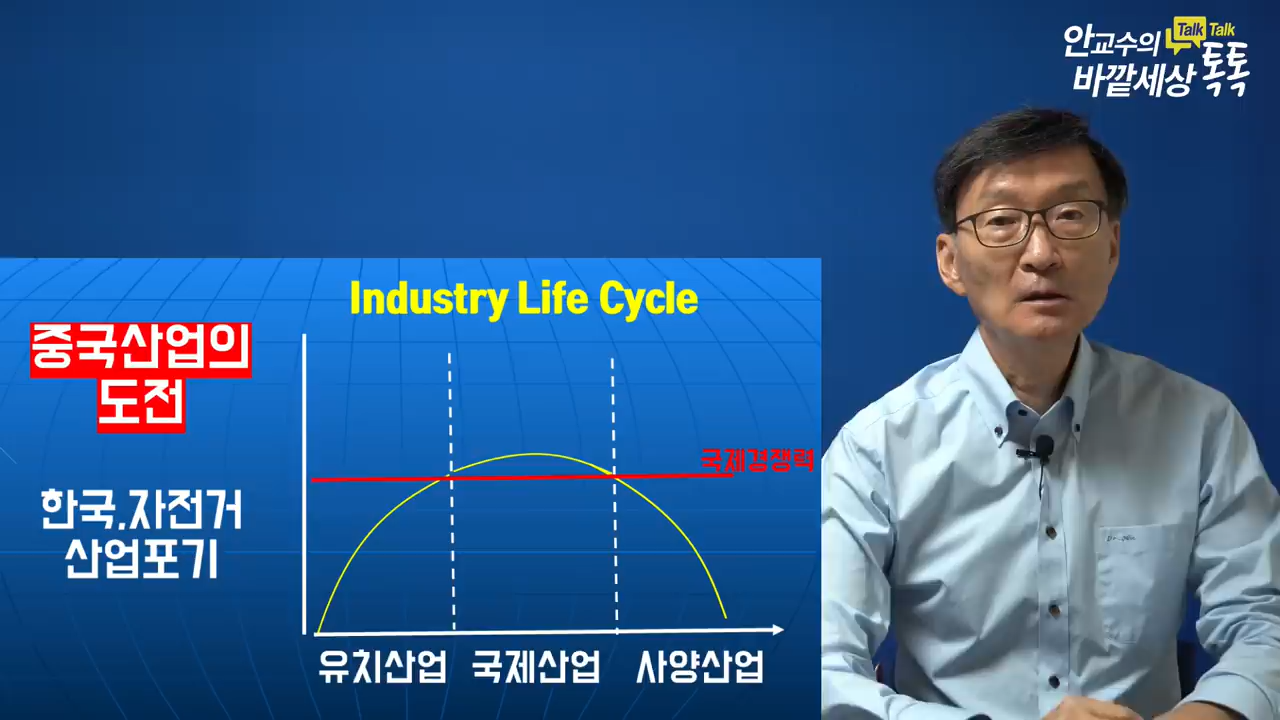 안교수의 Talk Talk
바깥세상 톡톡
Industry Life Cycle
중국산업의
도전
한국.자전거
산업포기
국제경쟁력
유치산업 국제산업 사양산업